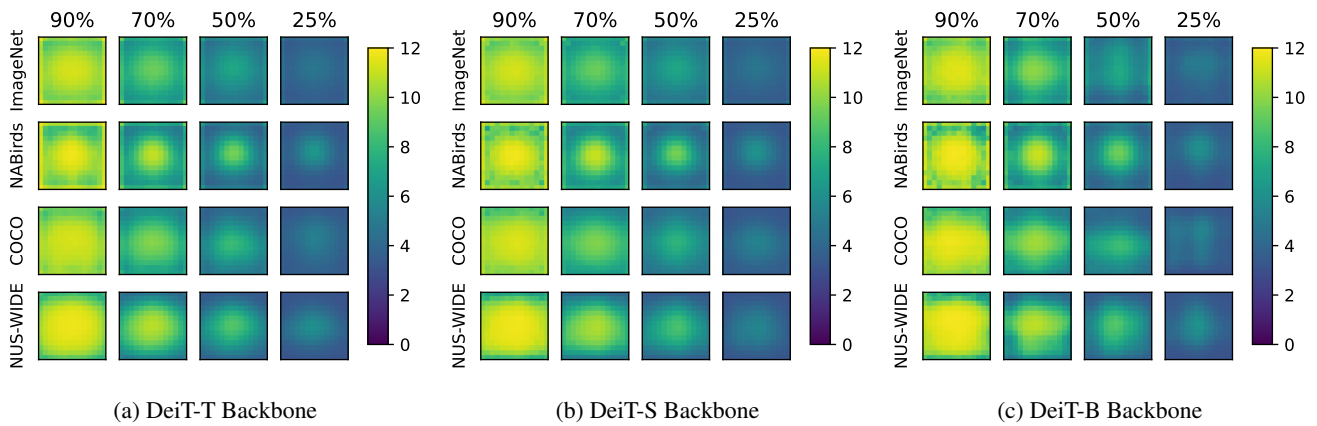 90% 70% 50% 25% 90% 70% 50% 25% 90% 70% 50% 25%
ImageNet ImageNet ImageNet
NABirds NABirds NABirds
COCO COCO COCO
NUS-WIDE NUS-WIDE NUS-WIDE
12 12 12
10 10 10
8 8 8
6 6 6
4 4 4
2 2 2
0 0 0
(a) DeiT-T Backbone (b) DeiT-S Backbone (c) DeiT-B Backbone